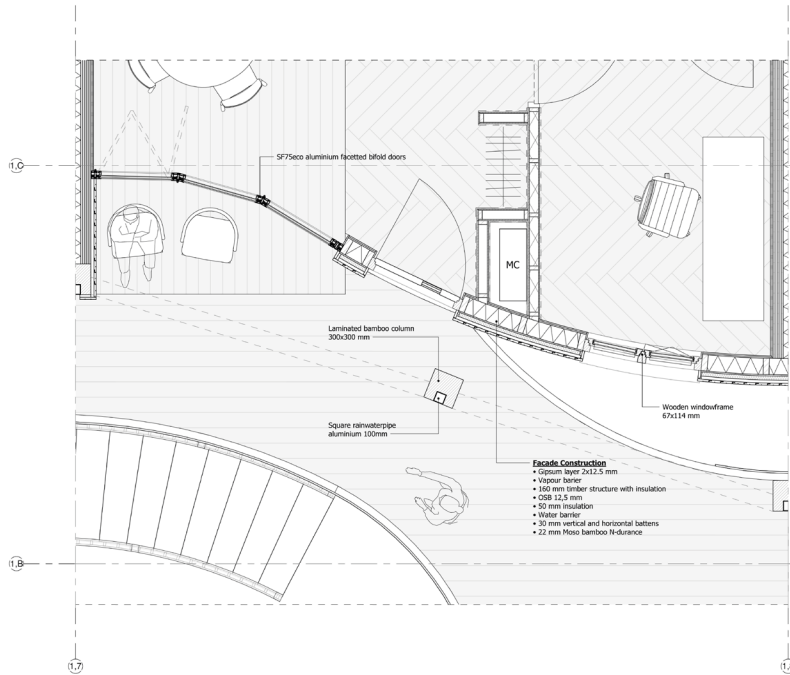 (1,C
SF75eco aluminium facetted bifold doors
MC
Laminated bamboo column
300x300 mm
Wooden windowframe
67x114 mm
Square rainwaterpipe
aluminium 100mm
Facade Construction
• Gipsum layer 2x12.5 mm
• Vapour barier
• 160 mm timber structure with insulation
• OSB 12,5 mm
• 50 mm insulation
• Water barrier
• 30 mm vertical and horizontal battens
• 22 mm Moso bamboo N-durance
(1,B
(1,7)
(1,